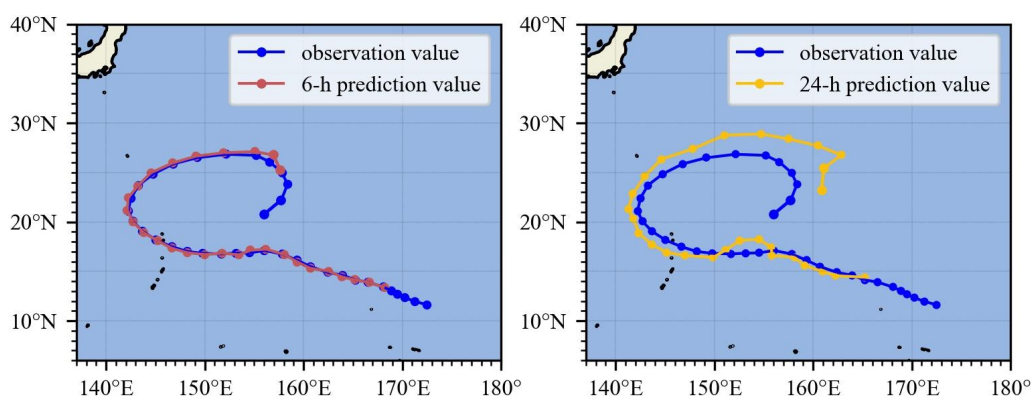 40°N
30°N
20°N
10°N
140°E
150°E
160°E
170°E
180°
observation value
6-h prediction value
40°N
30°N
20°N
10°N
140°E
150°E
160°E
170°E
180°
observation value
24-h prediction value